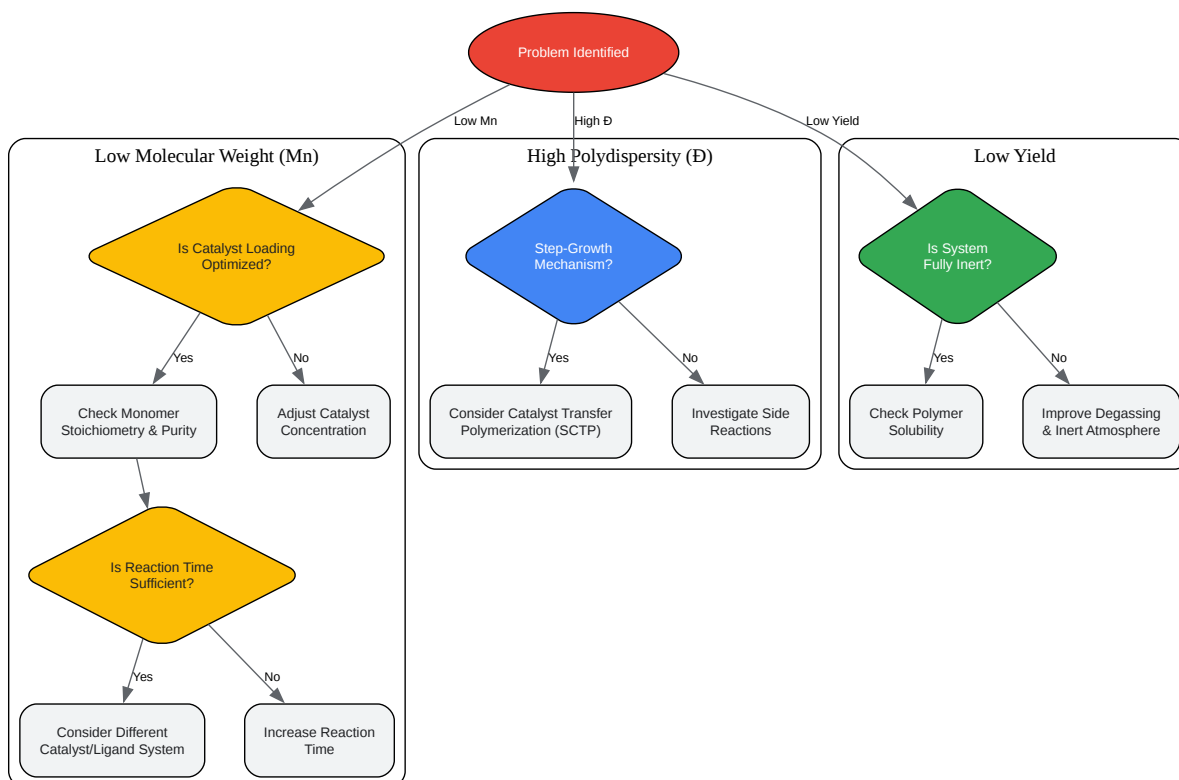 Problem Identified
Low Mn
High Đ
Low Yield
Low Molecular Weight (Mn)
High Polydispersity (Đ)
Low Yield
Is Catalyst Loading
Optimized?
Step-Growth
Mechanism?
Is System
Fully Inert?
Yes
No
Yes
No
Yes
No
Check Monomer
Stoichiometry & Purity
Adjust Catalyst
Concentration
Consider Catalyst Transfer
Polymerization (SCTP)
Investigate Side
Reactions
Check Polymer
Solubility
Improve Degassing
& Inert Atmosphere
Is Reaction Time
Sufficient?
Yes
No
Consider Different
Catalyst/Ligand System
Increase Reaction
Time